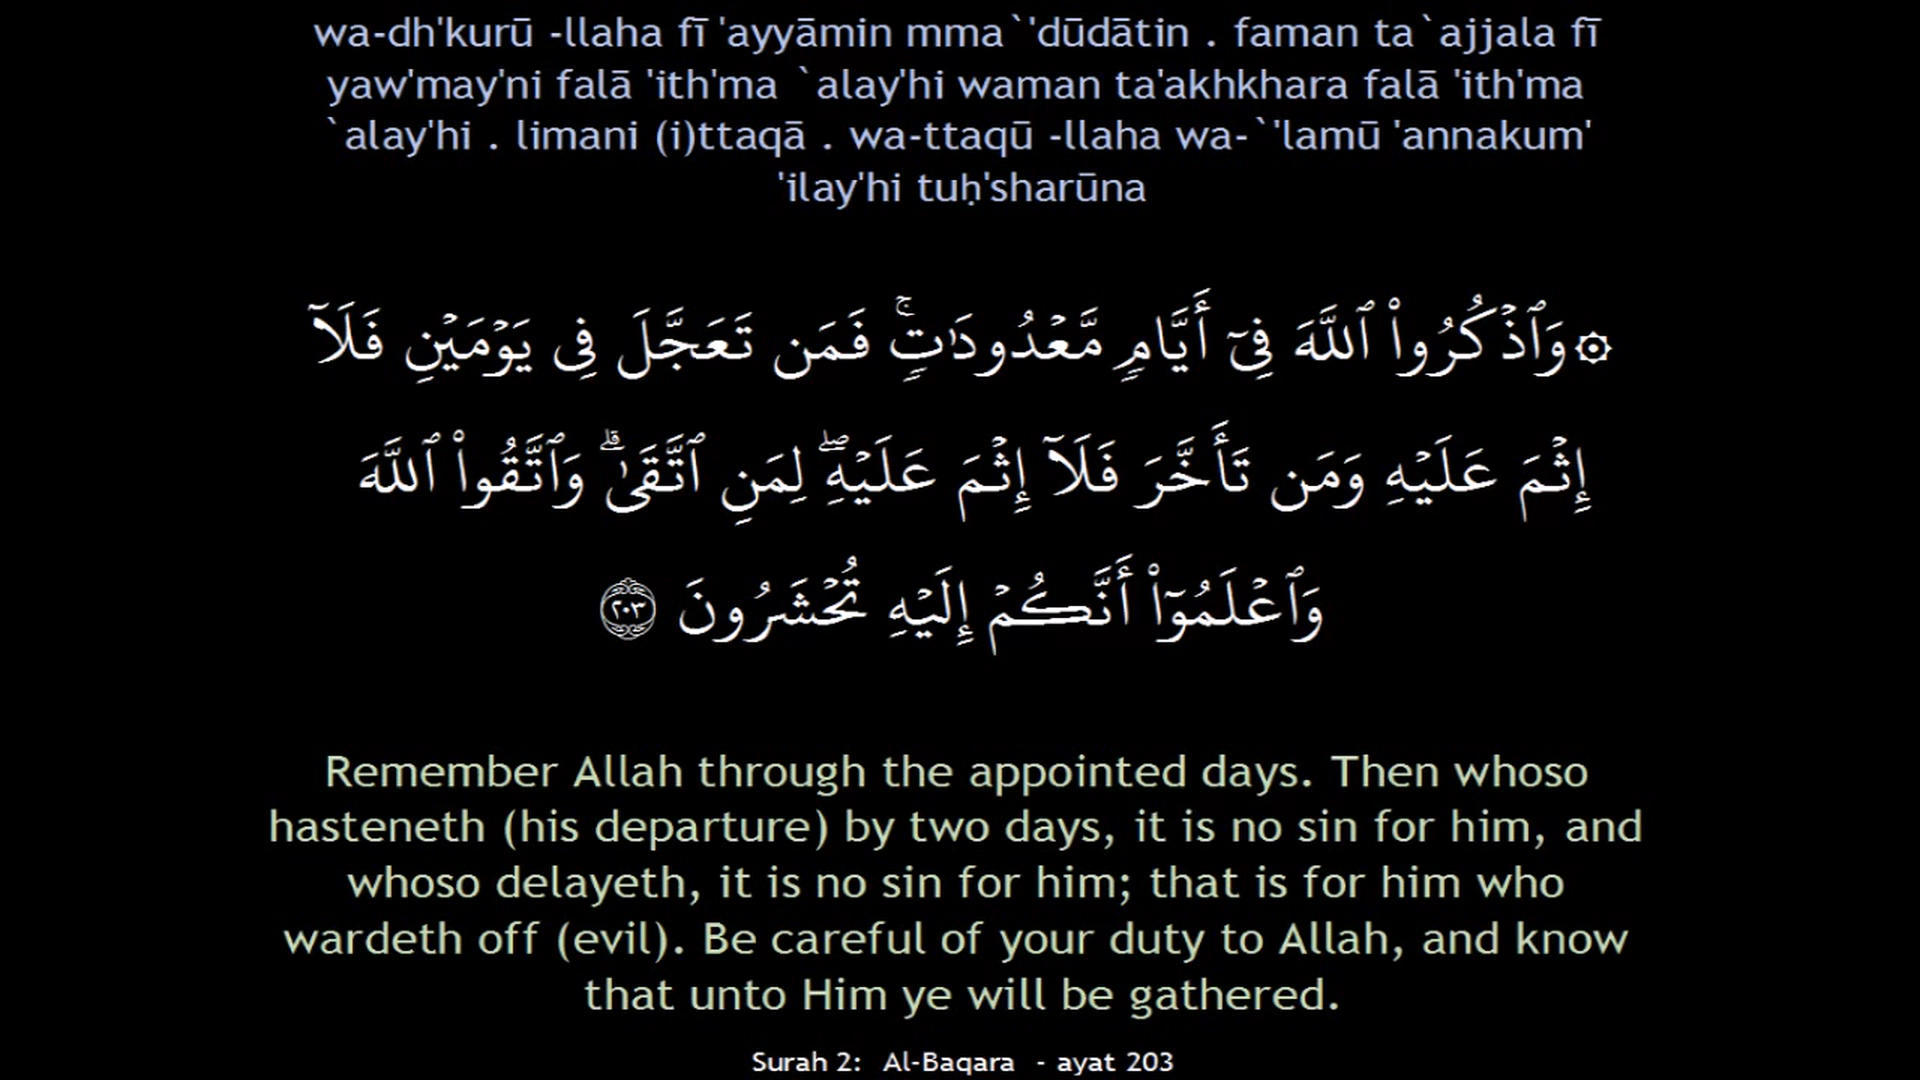 wa-dh'kurū -llaha fī 'ayyāmin mma`'dūdātin . faman ta`ajjala fī
yaw'may'ni falā 'ith'ma `alay'hi waman ta'akhkhara falā 'ith'ma
`alay'hi . limani (i)ttaqā . wa-ttaqū -llaha wa-`'lamū 'annakum'
'ilay'hi tuḥ'sharūna
۞ وَٱذْكُرُوا۟ ٱللَّهَ فِىٓ أَيَّامٍ مَّعْدُودَٰتٍ ۚ فَمَن تَعَجَّلَ فِى يَوْمَيْنِ فَلَآ
إِثْمَ عَلَيْهِ وَمَن تَأَخَّرَ فَلَآ إِثْمَ عَلَيْهِ ۖ لِمَنِ ٱتَّقَىٰ ۗ وَٱتَّقُوا۟ ٱللَّهَ
وَٱعْلَمُوٓا۟ أَنَّكُمْ إِلَيْهِ تُحْشَرُونَ ٢٠٣
Remember Allah through the appointed days. Then whoso
hasteneth (his departure) by two days, it is no sin for him, and
whoso delayeth, it is no sin for him; that is for him who
wardeth off (evil). Be careful of your duty to Allah, and know
that unto Him ye will be gathered.
Surah 2: Al-Baqara - ayat 203